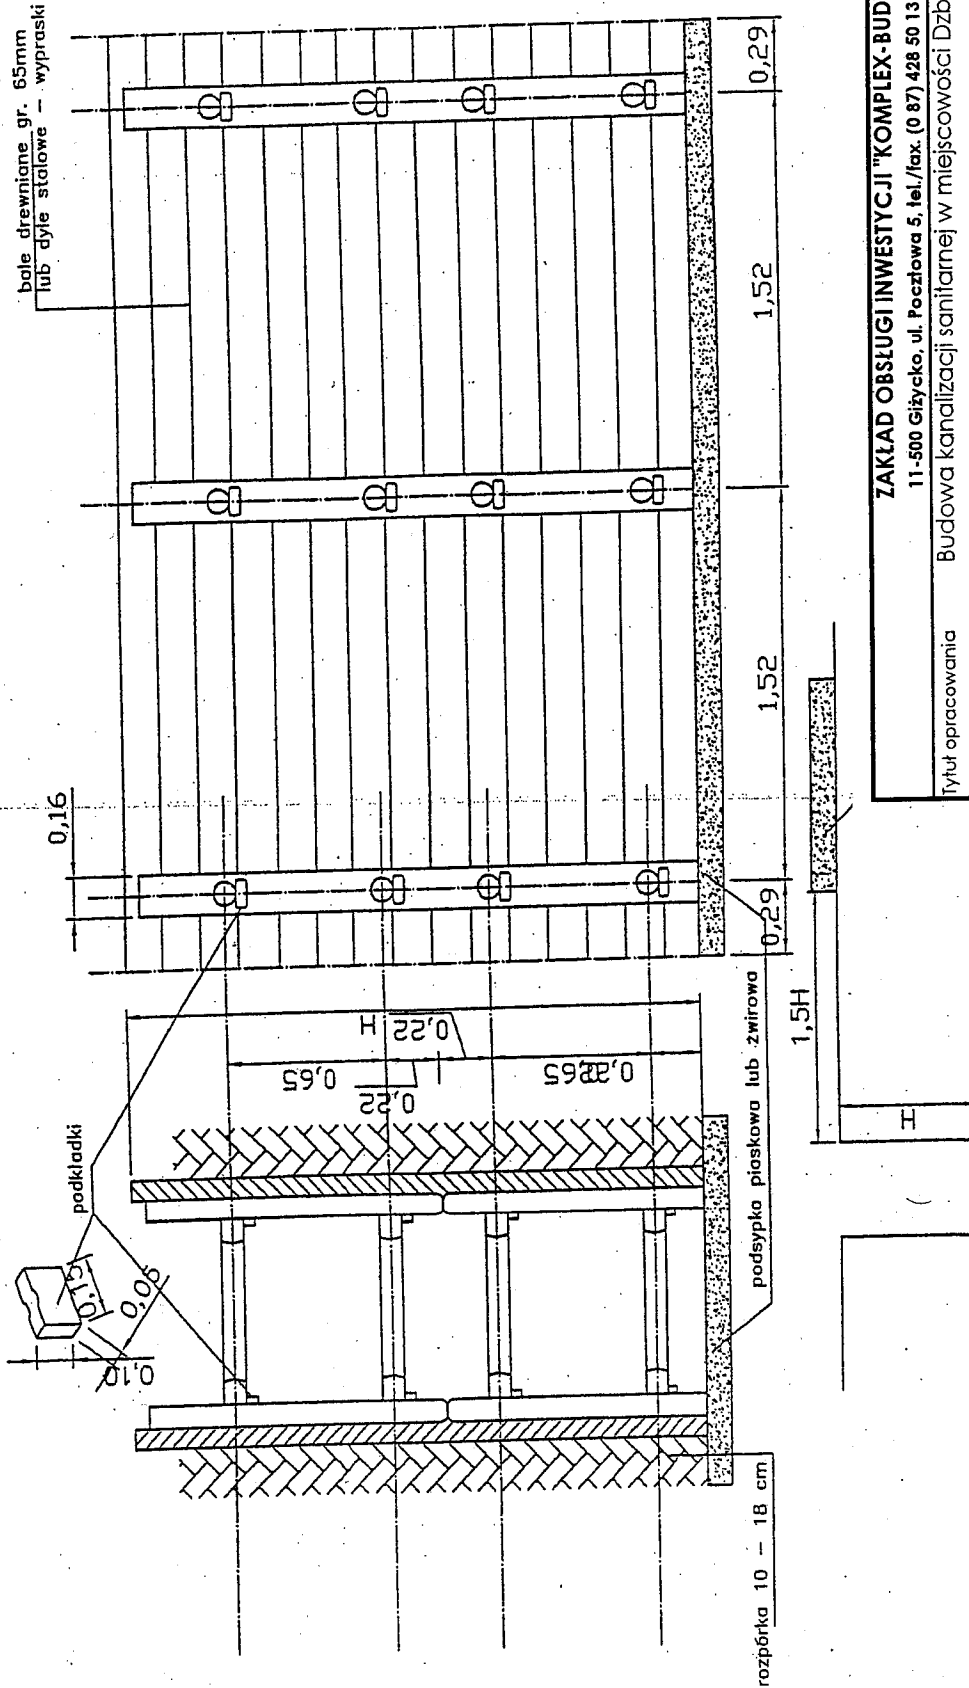 bale drewniane gr. 65mm
lub dyle stalowe – wypraski
0,16
podkładki
0,15
0,05
0,10
H
0,65
0,22
0,22
0,65
0,29
1,52
1,52
0,29
podsypka piaskowa lub żwirowa
rozpórka 10 – 18 cm
1,5H
H
ZAKŁAD OBSŁUGI INWESTYCJI "KOMPLEX-BUD
11-500 Giżycko, ul. Pocztowa 5, tel./fax. (0 87) 428 50 13
Tytuł opracowania
Budowa kanalizacji sanitarnej w miejscowości Dzb